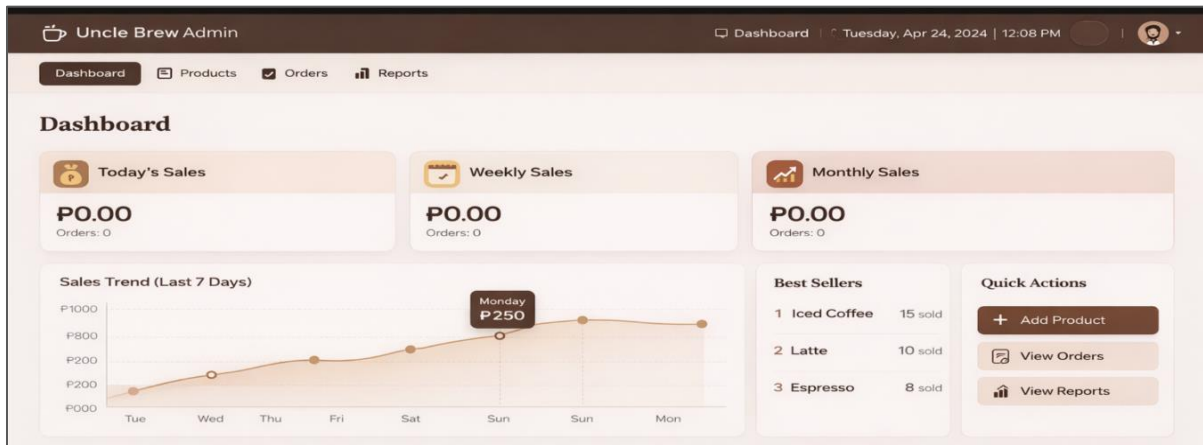 Uncle Brew Admin
Dashboard | Tuesday, Apr 24, 2024 | 12:08 PM |
Dashboard Products Orders Reports
Dashboard
Today's Sales
₱0.00
Orders: 0
Weekly Sales
₱0.00
Orders: 0
Monthly Sales
₱0.00
Orders: 0
Sales Trend (Last 7 Days)
₱1000
₱800
₱200
₱200
₱000
Monday
₱250
Tue Wed Thu Fri Sat Sun Sun Mon
Best Sellers
1 Iced Coffee 15 sold
2 Latte 10 sold
3 Espresso 8 sold
Quick Actions
+ Add Product
View Orders
View Reports